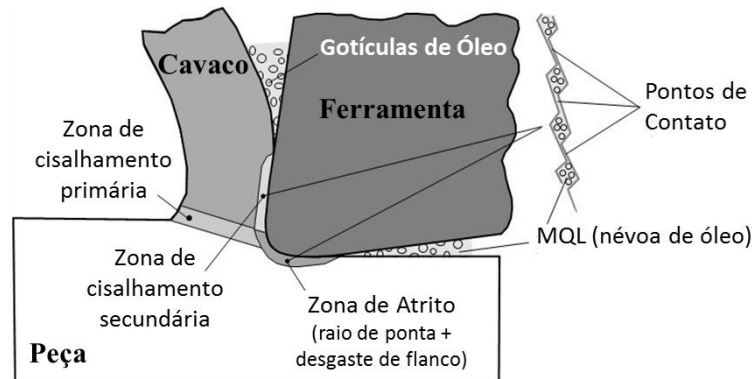 Gotículas de Óleo
Cavaco
Ferramenta
Pontos de
Contato
Zona de
cisalhamento
primária
MQL (névoa de óleo)
Zona de
cisalhamento
secundária
Zona de Atrito
(raio de ponta +
desgaste de flanco)
Peça